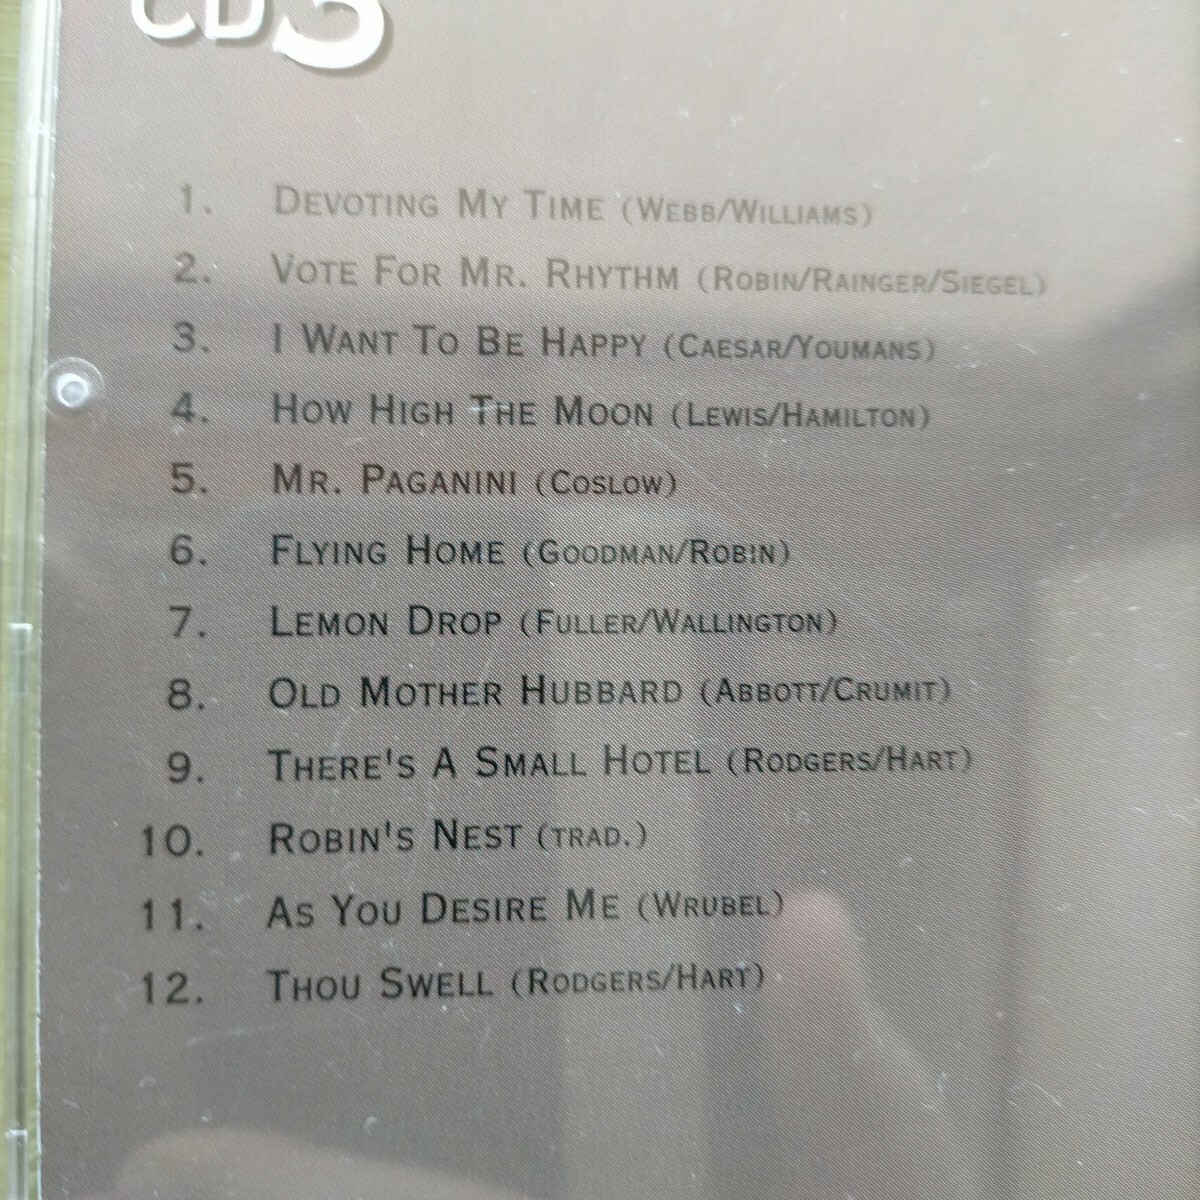 CD3
1. DEVOTING MY TIME (WEBB/WILLIAMS)
2. VOTE FOR MR. RHYTHM (ROBIN/RAINGER/SIEGEL)
3. I WANT TO BE HAPPY (CAESAR/YOUMANS)
4. HOW HIGH THE MOON (LEWIS/HAMILTON)
5. MR. PAGANINI (COSLOW)
6. FLYING HOME (GOODMAN/ROBIN)
7. LEMON DROP (FULLER/WALLINGTON)
8. OLD MOTHER HUBBARD (ABBOTT/CRUMIT)
9. THERE'S A SMALL HOTEL (RODGERS/HART)
10. ROBIN'S NEST (TRAD.)
11. AS YOU DESIRE ME (WRUBEL)
12. THOU SWELL (RODGERS/HART)